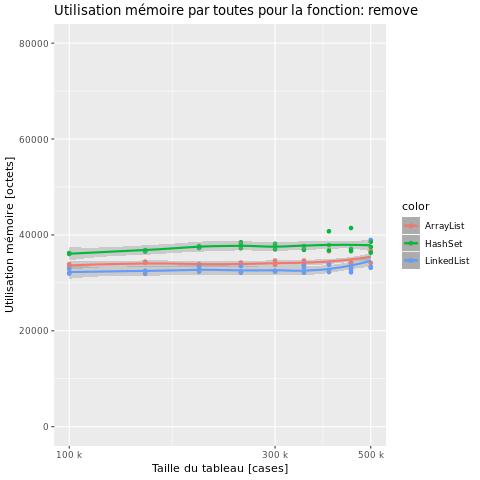 Utilisation mémoire par toutes pour la fonction: remove
Utilisation mémoire [octets]
80000
60000
40000
20000
0
100 k
300 k
500 k
Taille du tableau [cases]
color
ArrayList
HashSet
LinkedList